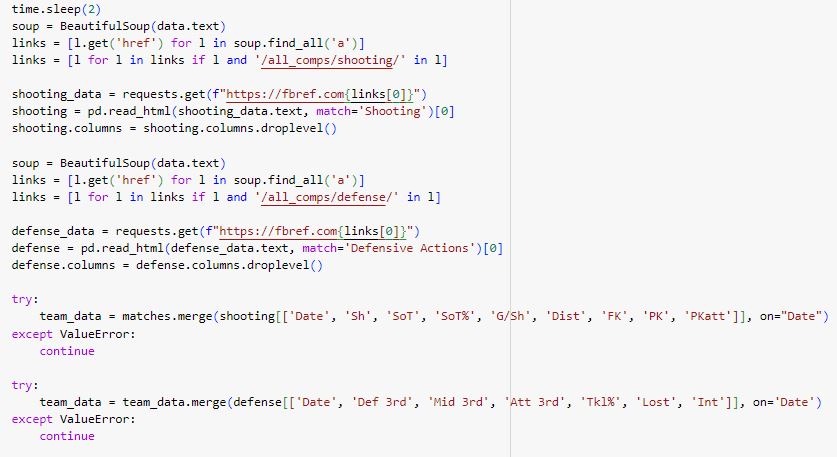 time.sleep(2)
soup = BeautifulSoup(data.text)
links = [l.get('href') for l in soup.find_all('a')]
links = [l for l in links if l and '/all_comps/shooting/' in l]

shooting_data = requests.get(f"https://fbref.com{links[0]}")
shooting = pd.read_html(shooting_data.text, match='Shooting')[0]
shooting.columns = shooting.columns.droplevel()

soup = BeautifulSoup(data.text)
links = [l.get('href') for l in soup.find_all('a')]
links = [l for l in links if l and '/all_comps/defense/' in l]

defense_data = requests.get(f"https://fbref.com{links[0]}")
defense = pd.read_html(defense_data.text, match='Defensive Actions')[0]
defense.columns = defense.columns.droplevel()

try:
    team_data = matches.merge(shooting[['Date', 'Sh', 'SoT', 'SoT%', 'G/Sh', 'Dist', 'FK', 'PK', 'PKatt']], on="Date")
except ValueError:
    continue

try:
    team_data = team_data.merge(defense[['Date', 'Def 3rd', 'Mid 3rd', 'Att 3rd', 'Tkl%', 'Lost', 'Int']], on='Date')
except ValueError:
    continue